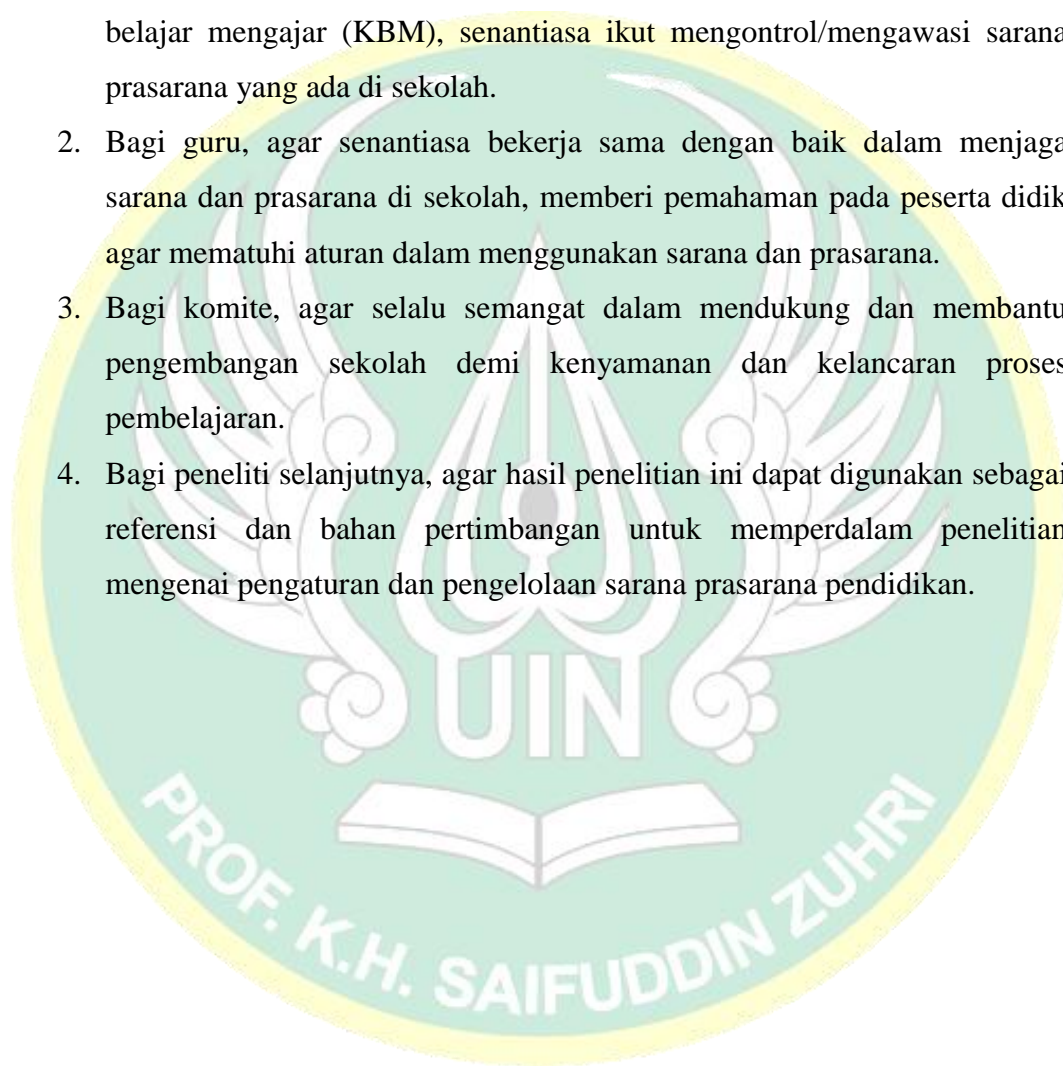 belajar mengajar (KBM), senantiasa ikut mengontrol/mengawasi sarana
prasarana yang ada di sekolah.
2. Bagi guru, agar senantiasa bekerja sama dengan baik dalam menjaga
sarana dan prasarana di sekolah, memberi pemahaman pada peserta didik
agar mematuhi aturan dalam menggunakan sarana dan prasarana.
3. Bagi komite, agar selalu semangat dalam mendukung dan membantu
pengembangan sekolah demi kenyamanan dan kelancaran proses
pembelajaran.
4. Bagi peneliti selanjutnya, agar hasil penelitian ini dapat digunakan sebagai
referensi dan bahan pertimbangan untuk memperdalam penelitian
mengenai pengaturan dan pengelolaan sarana prasarana pendidikan.
UIN
PROF. K.H. SAIFUDDIN ZUHRI